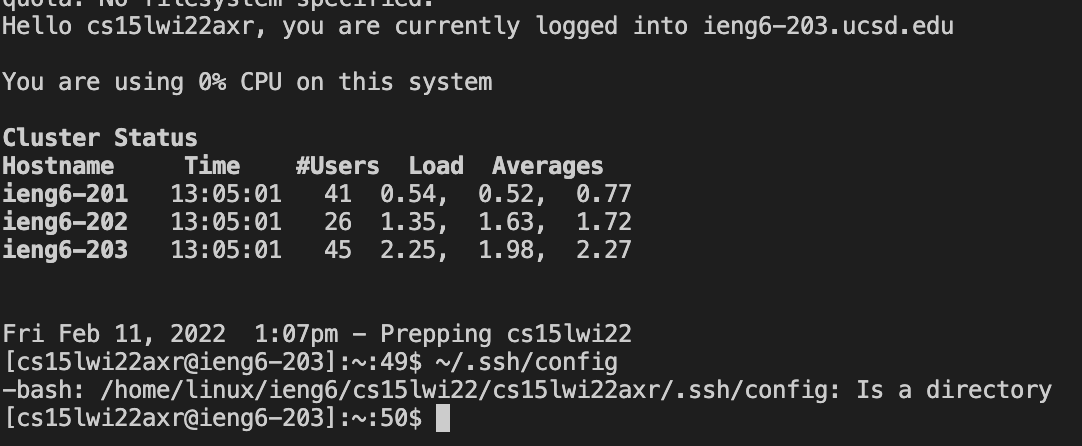 quota: No filesystem specified.
Hello cs15lwi22axr, you are currently logged into ieng6-203.ucsd.edu
You are using 0% CPU on this system
Cluster Status
Hostname Time #Users Load Averages
ieng6-201 13:05:01 41 0.54, 0.52, 0.77
ieng6-202 13:05:01 26 1.35, 1.63, 1.72
ieng6-203 13:05:01 45 2.25, 1.98, 2.27
Fri Feb 11, 2022 1:07pm - Prepping cs15lwi22
[cs15lwi22axr@ieng6-203]:~:49$ ~/.ssh/config
-bash: /home/linux/ieng6/cs15lwi22/cs15lwi22axr/.ssh/config: Is a directory
[cs15lwi22axr@ieng6-203]:~:50$